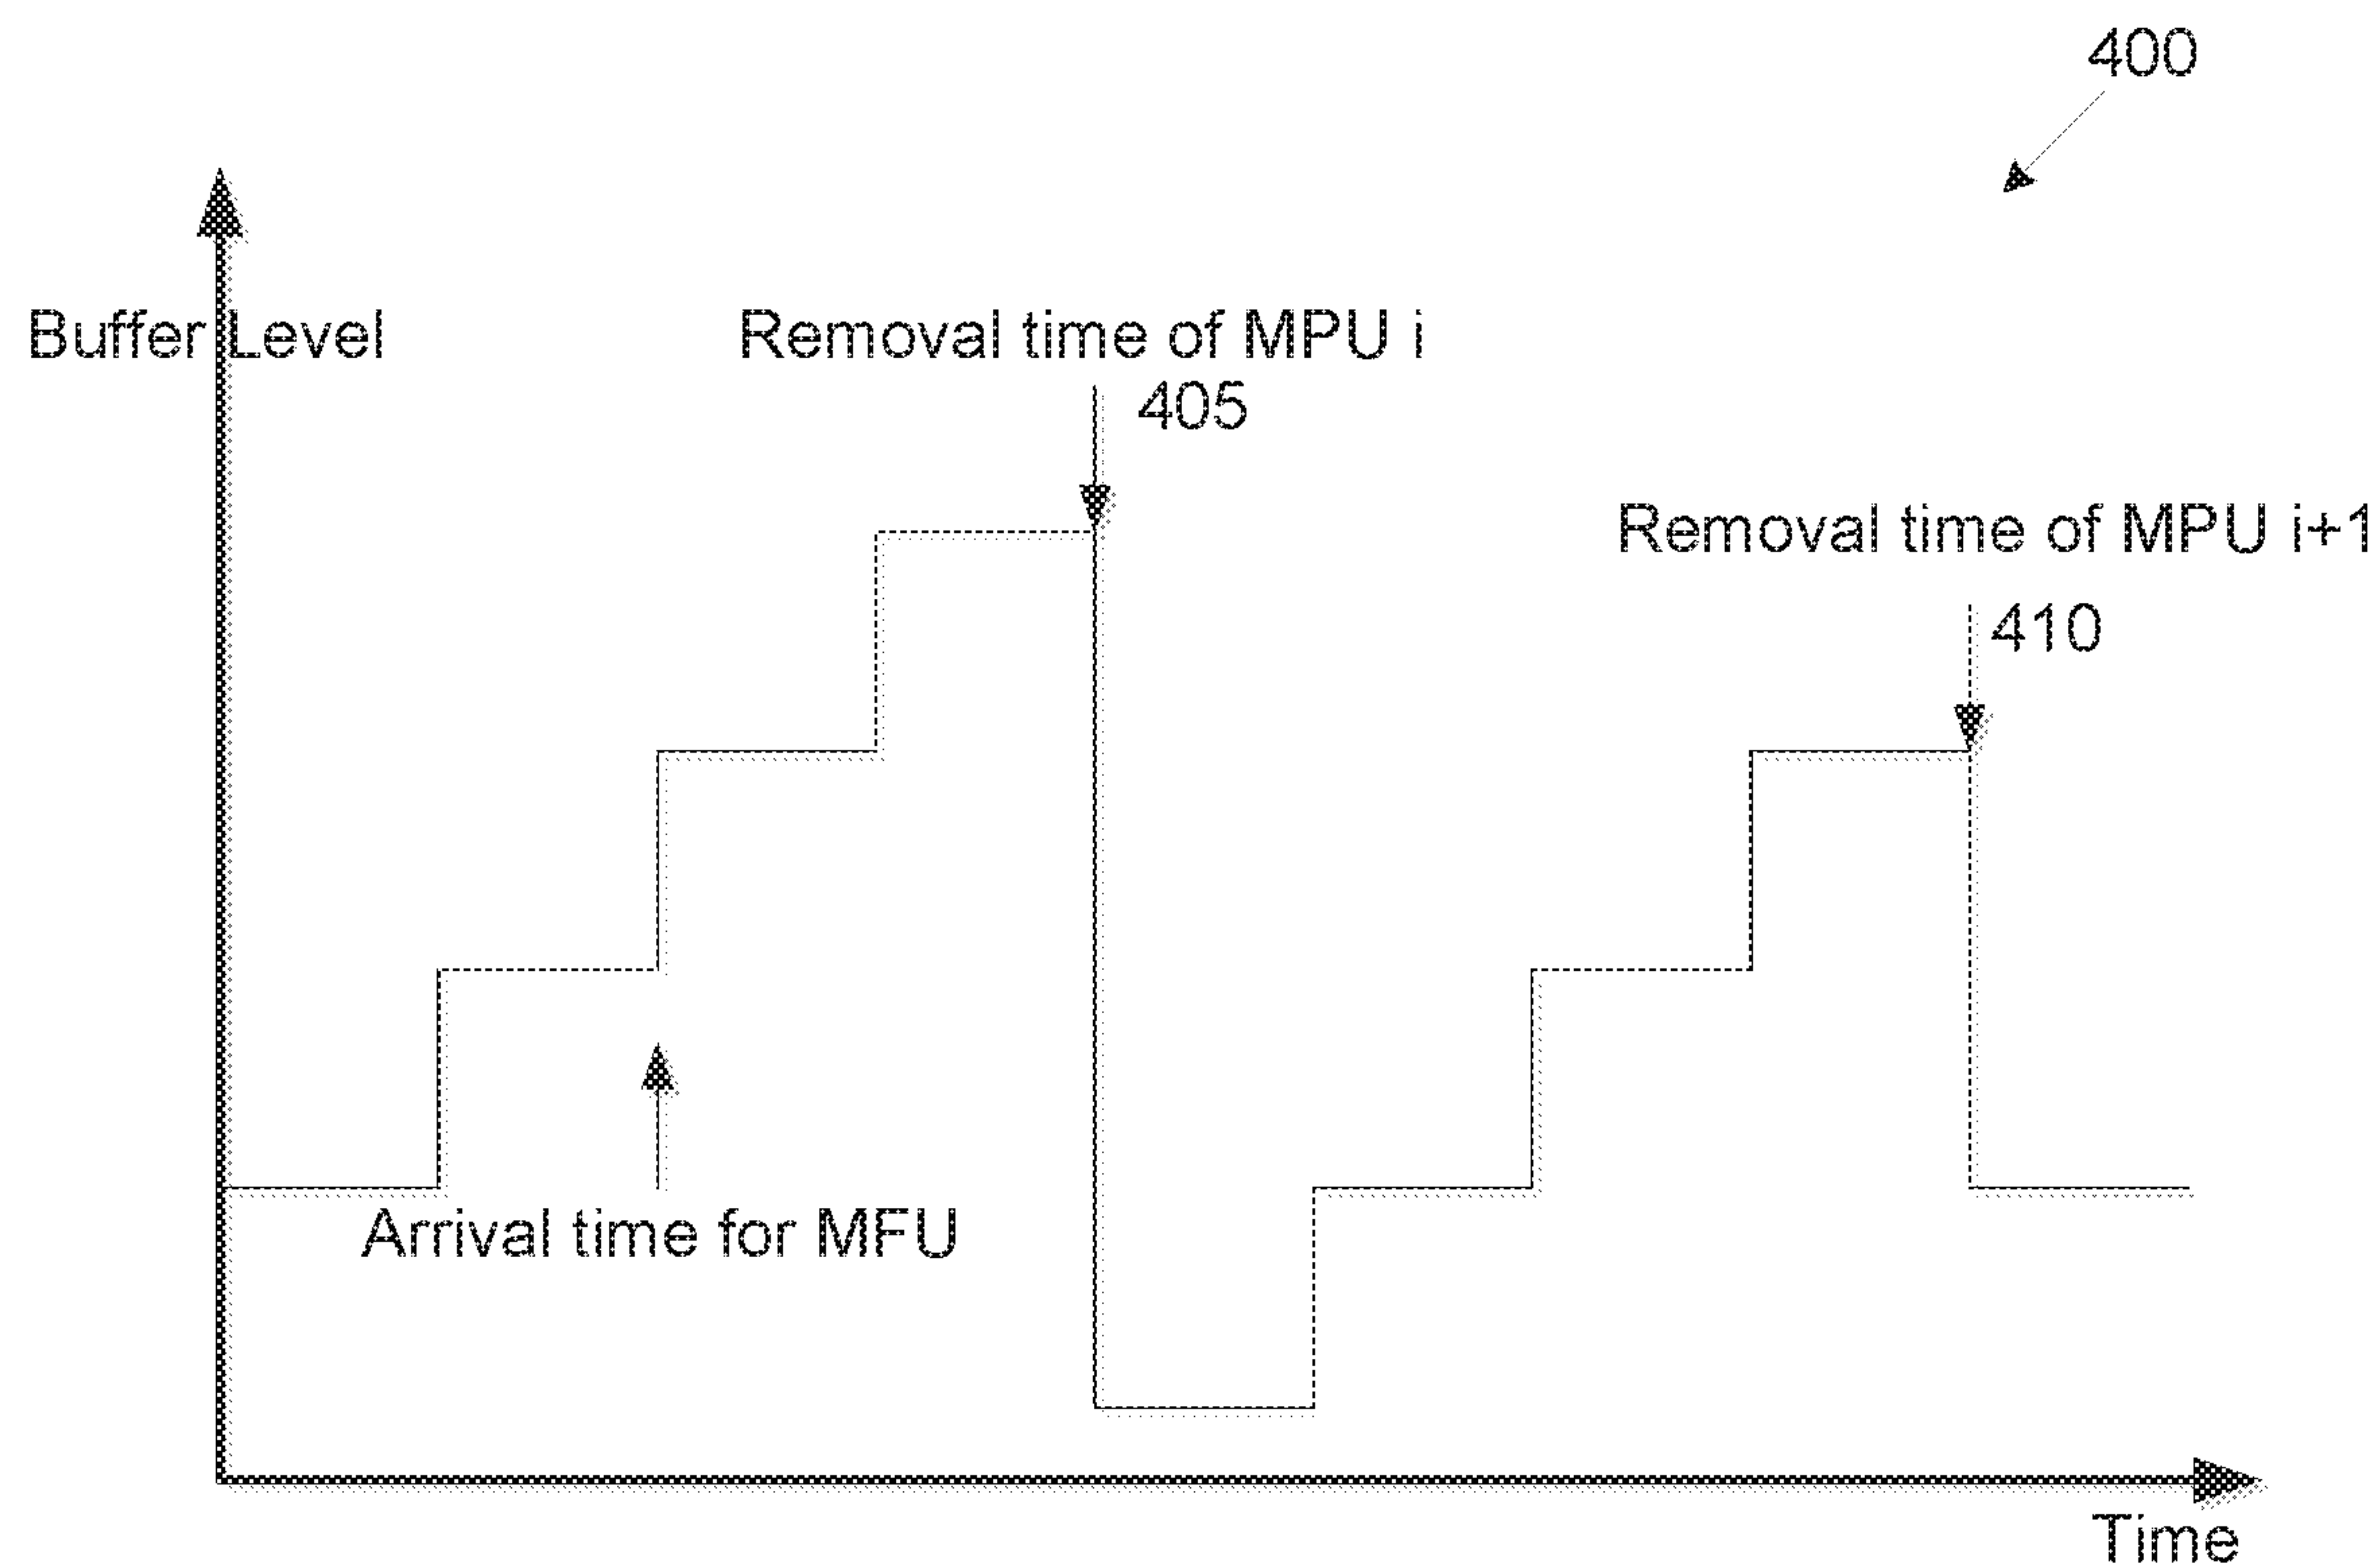 400
Buffer Level
Removal time of MPU i
405
Removal time of MPU i+1
410
Arrival time for MFU
Time